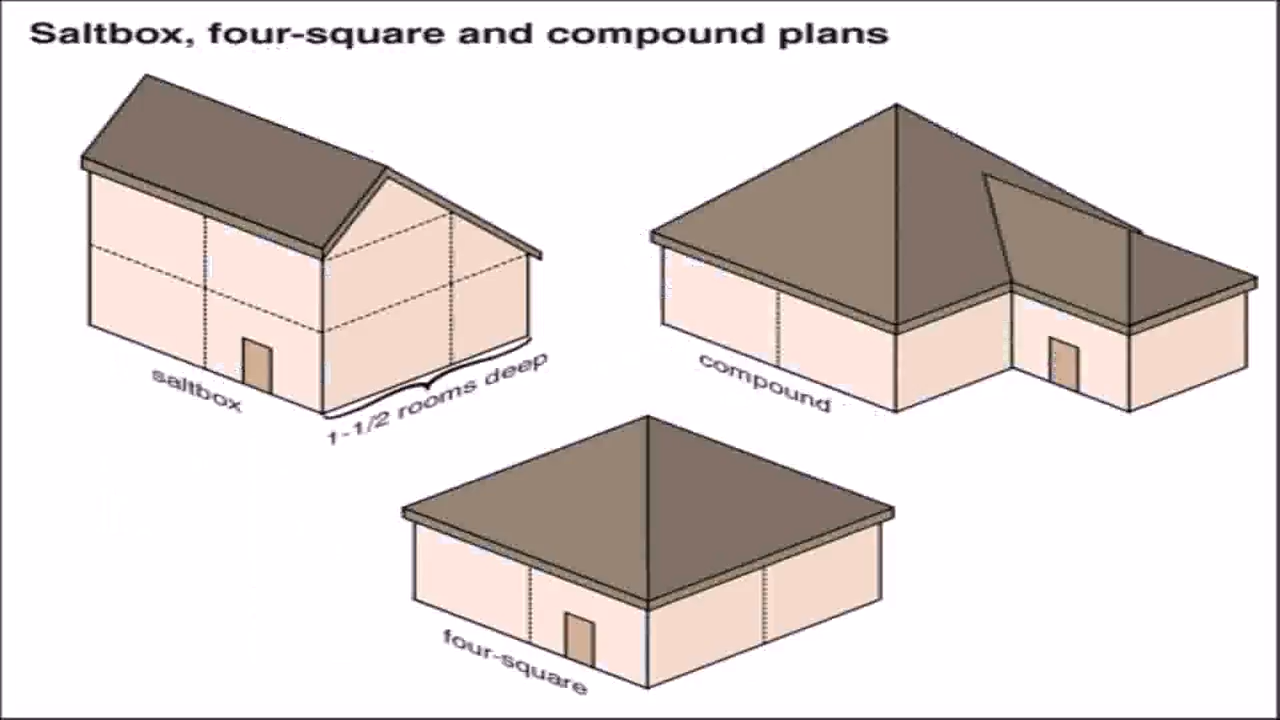 Saltbox, four-square and compound plans
saltbox
1-1/2 rooms deep
compound
four-square